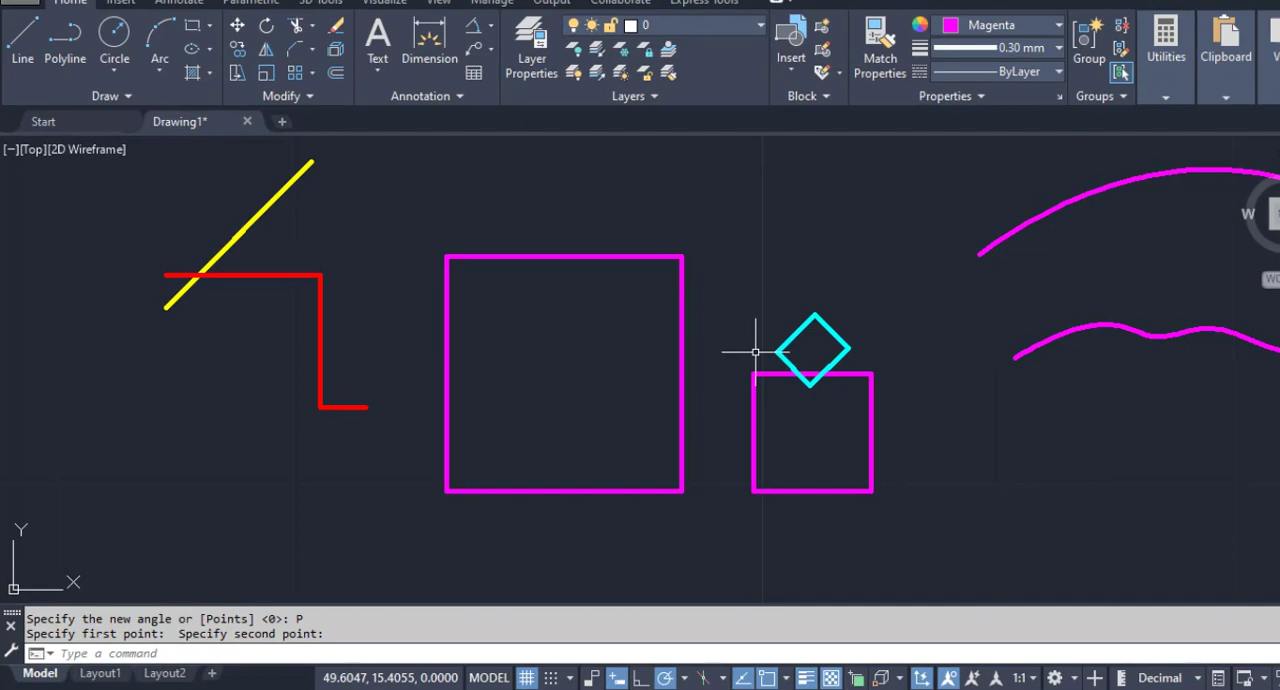 Home Insert Annotate Parametric 3D Tools Visualize View Manage Output Collaborate Express Tools
Line Polyline Circle Arc
Text Dimension
Layer Properties
0
Insert
Match Properties
Magenta
0.30 mm
ByLayer
Group
Utilities
Clipboard
Draw Modify Annotation Layers Block Properties Groups
Start Drawing1*
[−][Top][2D Wireframe]
W
Y
X
Specify the new angle or [Points] <0>: P
Specify first point: Specify second point:
Type a command
Model Layout1 Layout2 49.6047, 15.4055, 0.0000 MODEL 1:1 Decimal